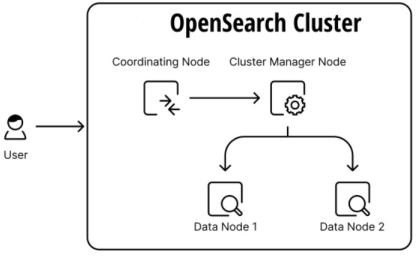 OpenSearch Cluster
Coordinating Node
Cluster Manager Node
User
Data Node 1
Data Node 2